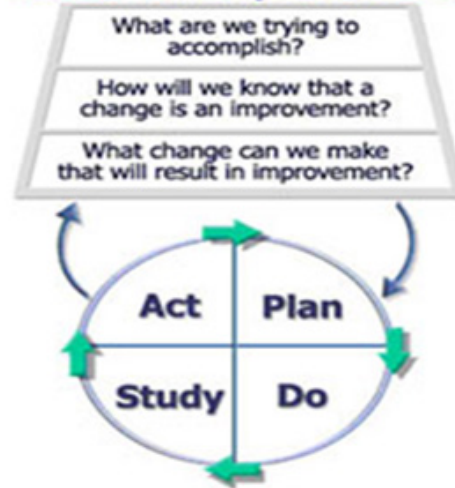 What are we trying to
accomplish?
How will we know that a
change is an improvement?
What change can we make
that will result in improvement?
Act Plan
Study Do